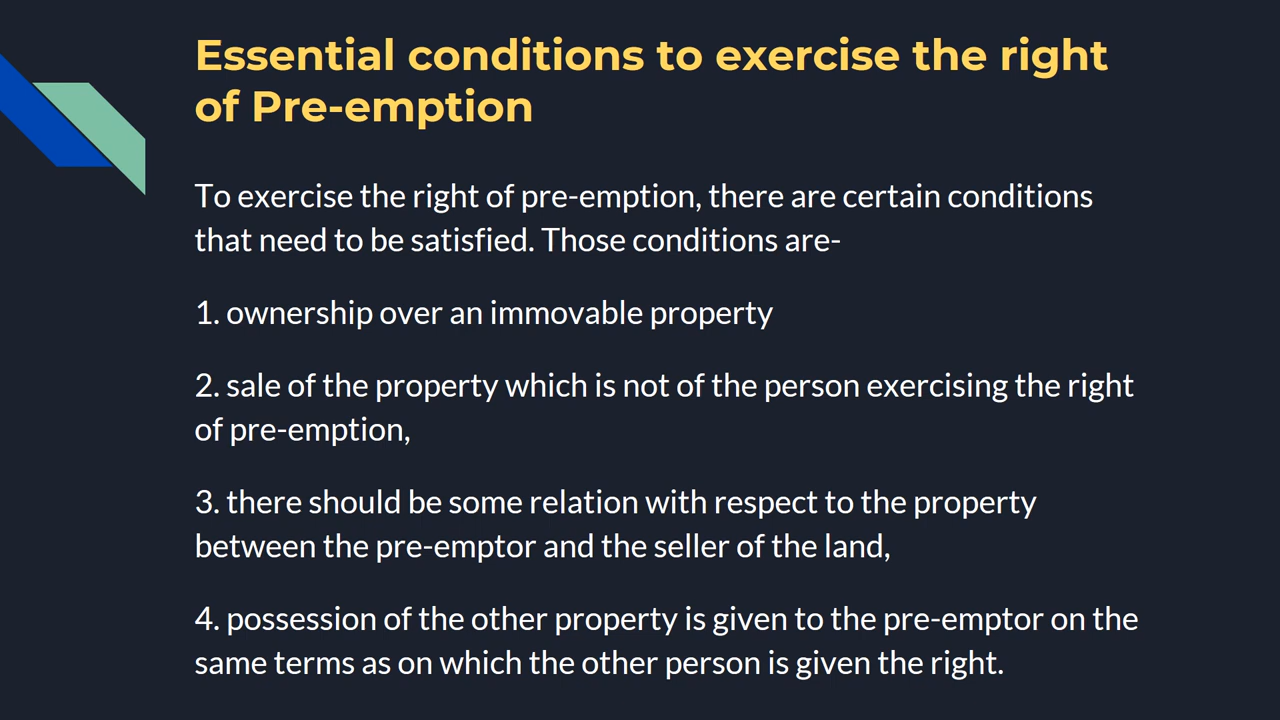 Essential conditions to exercise the right
of Pre-emption
To exercise the right of pre-emption, there are certain conditions
that need to be satisfied. Those conditions are-
1. ownership over an immovable property
2. sale of the property which is not of the person exercising the right
of pre-emption,
3. there should be some relation with respect to the property
between the pre-emptor and the seller of the land,
4. possession of the other property is given to the pre-emptor on the
same terms as on which the other person is given the right.